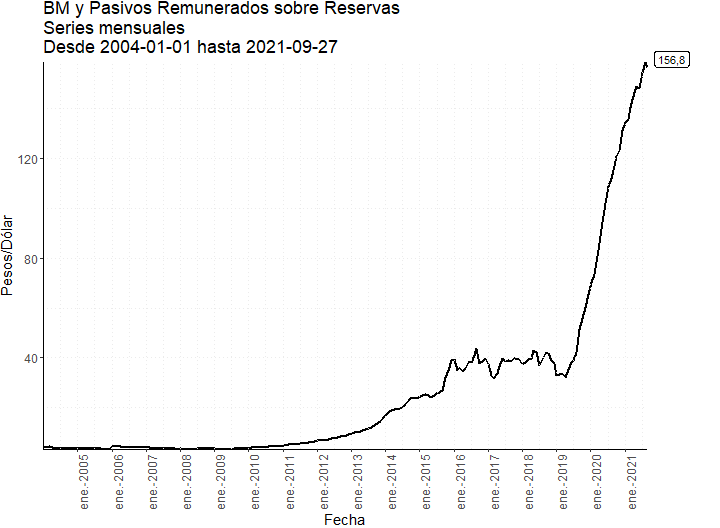 BM y Pasivos Remunerados sobre Reservas
Series mensuales
Desde 2004-01-01 hasta 2021-09-27
156,8
120
80
40
Pesos/Dólar
ene.-2005
ene.-2006
ene.-2007
ene.-2008
ene.-2009
ene.-2010
ene.-2011
ene.-2012
ene.-2013
ene.-2014
ene.-2015
ene.-2016
ene.-2017
ene.-2018
ene.-2019
ene.-2020
ene.-2021
Fecha